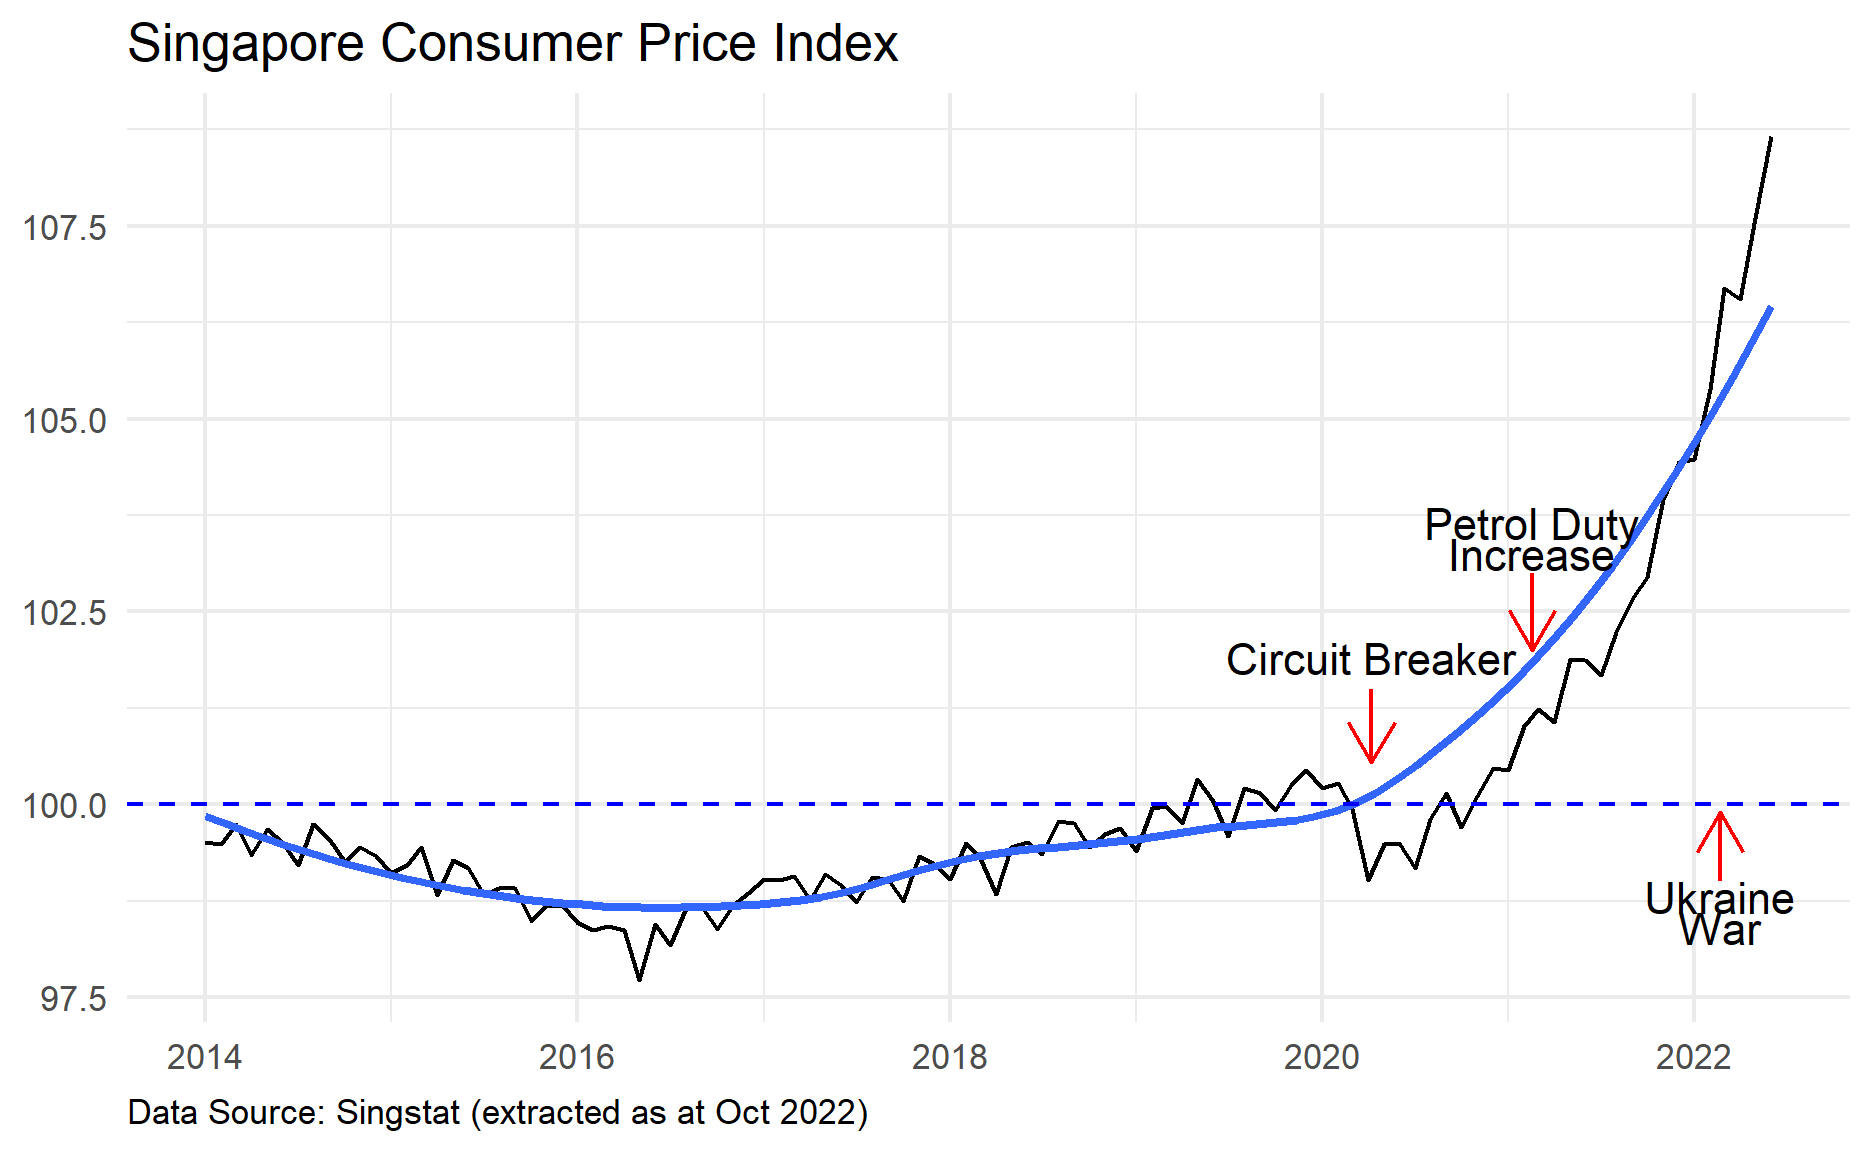 Singapore Consumer Price Index
107.5
105.0
102.5
100.0
97.5
Petrol Duty
Increase
Circuit Breaker
Ukraine
War
2014
2016
2018
2020
2022
Data Source: Singstat (extracted as at Oct 2022)